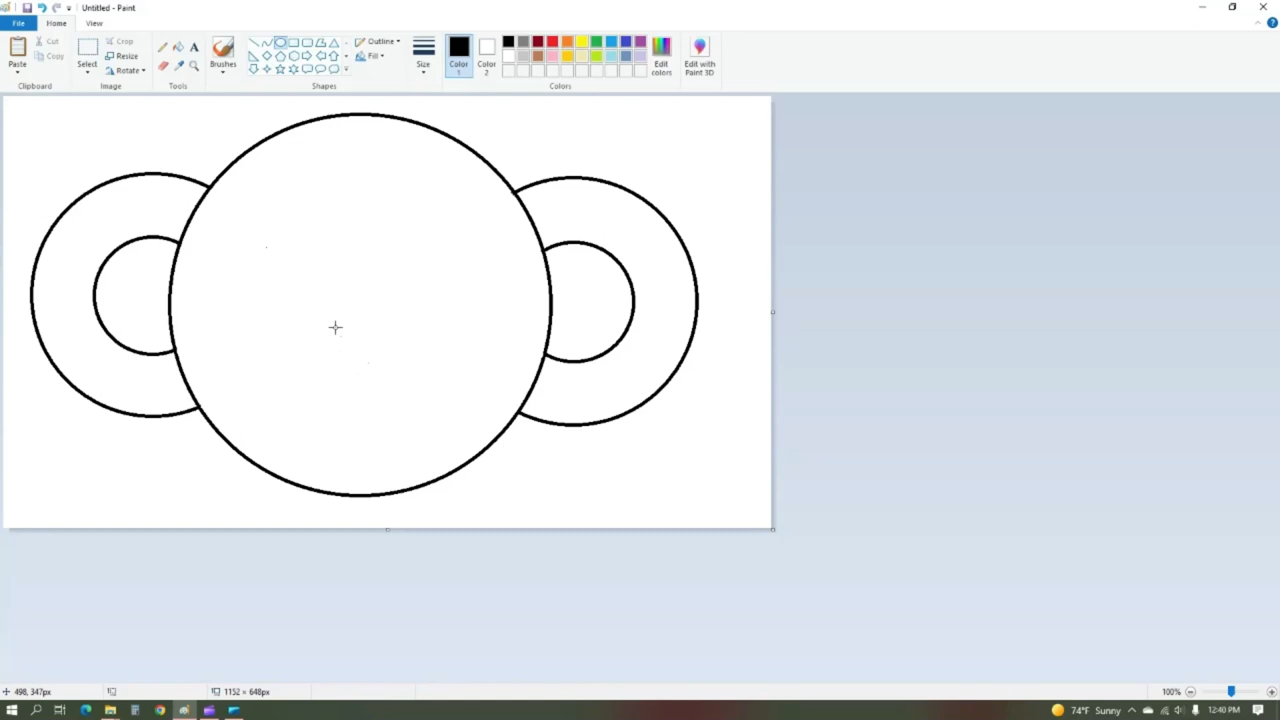 Untitled - Paint
File Home View
Paste Cut Copy
Clipboard
Select Crop Resize Rotate
Image
A
Tools
Brushes
Shapes
Outline
Fill
Size
Color 1
Color 2
Edit colors
Edit with Paint 3D
Colors
498, 347px
1152 × 648px
100%
74°F Sunny
12:40 PM